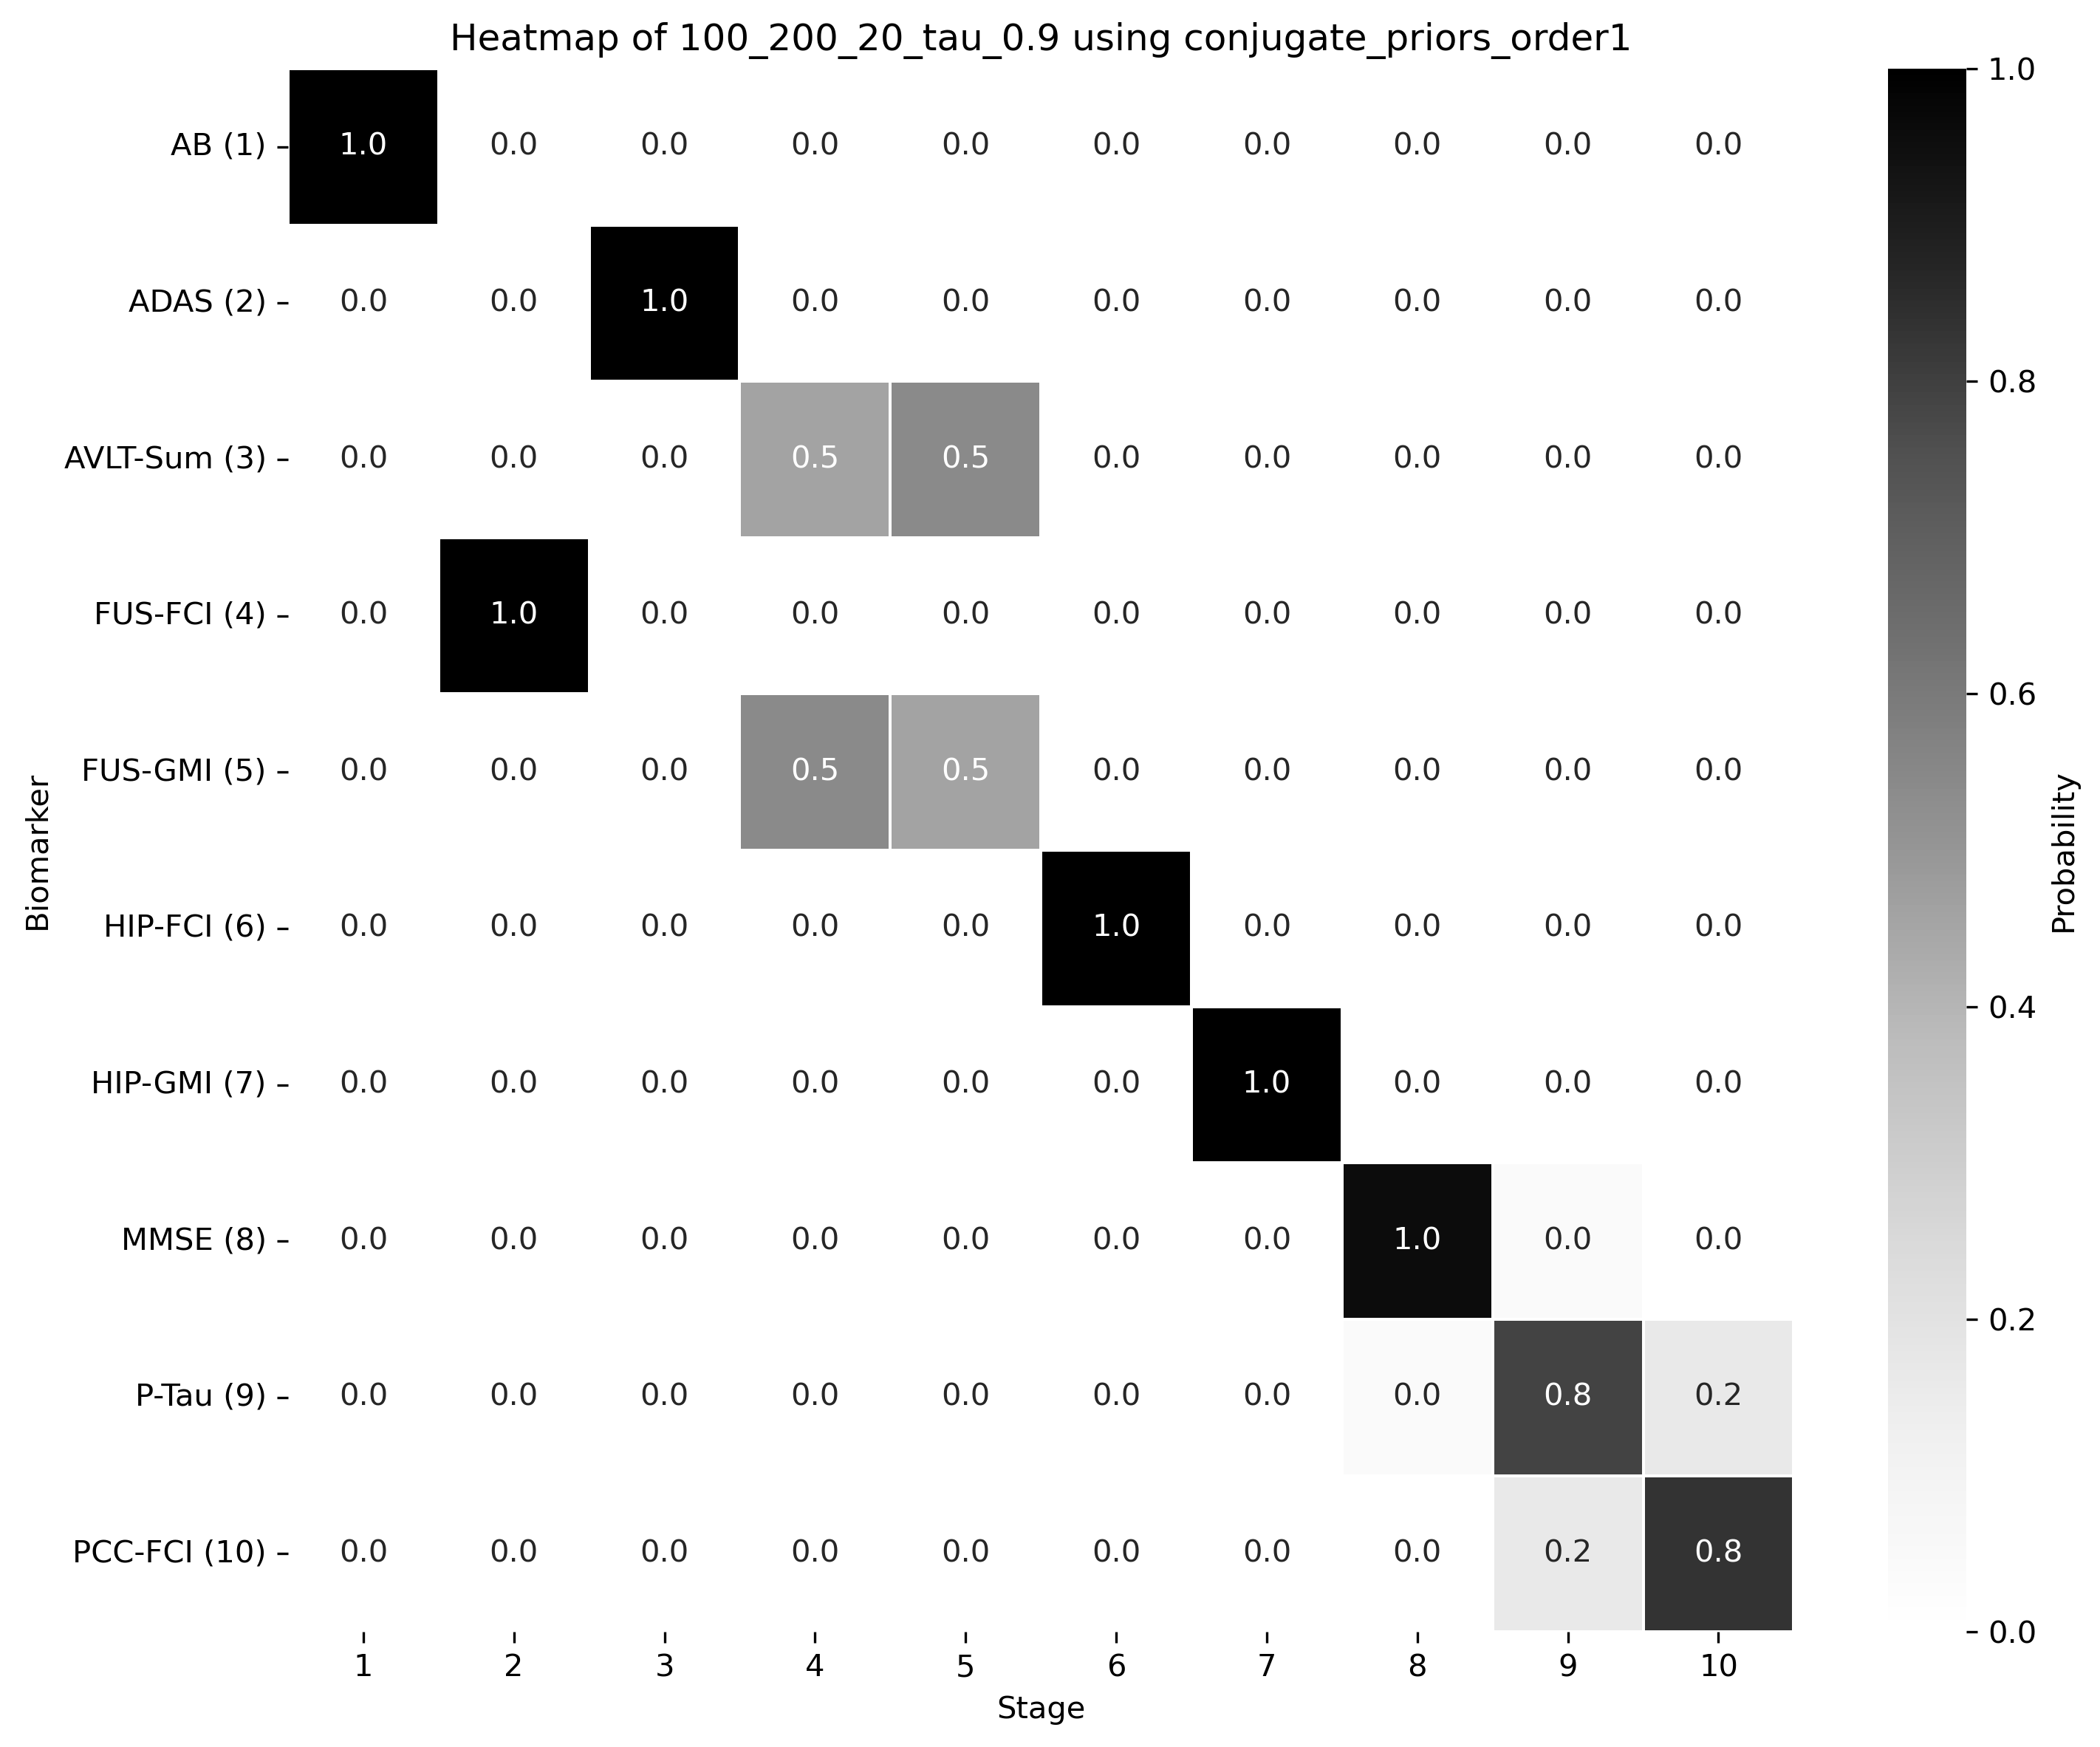 Heatmap of 100_200_20_tau_0.9 using conjugate_priors_order1
Biomarker
AB (1) 1.0 0.0 0.0 0.0 0.0 0.0 0.0 0.0 0.0 0.0
ADAS (2) 0.0 0.0 1.0 0.0 0.0 0.0 0.0 0.0 0.0 0.0
AVLT-Sum (3) 0.0 0.0 0.0 0.5 0.5 0.0 0.0 0.0 0.0 0.0
FUS-FCI (4) 0.0 1.0 0.0 0.0 0.0 0.0 0.0 0.0 0.0 0.0
FUS-GMI (5) 0.0 0.0 0.0 0.5 0.5 0.0 0.0 0.0 0.0 0.0
HIP-FCI (6) 0.0 0.0 0.0 0.0 0.0 1.0 0.0 0.0 0.0 0.0
HIP-GMI (7) 0.0 0.0 0.0 0.0 0.0 0.0 1.0 0.0 0.0 0.0
MMSE (8) 0.0 0.0 0.0 0.0 0.0 0.0 0.0 1.0 0.0 0.0
P-Tau (9) 0.0 0.0 0.0 0.0 0.0 0.0 0.0 0.0 0.8 0.2
PCC-FCI (10) 0.0 0.0 0.0 0.0 0.0 0.0 0.0 0.0 0.2 0.8
1 2 3 4 5 6 7 8 9 10
Stage
1.0
0.8
0.6
0.4
0.2
0.0
Probability